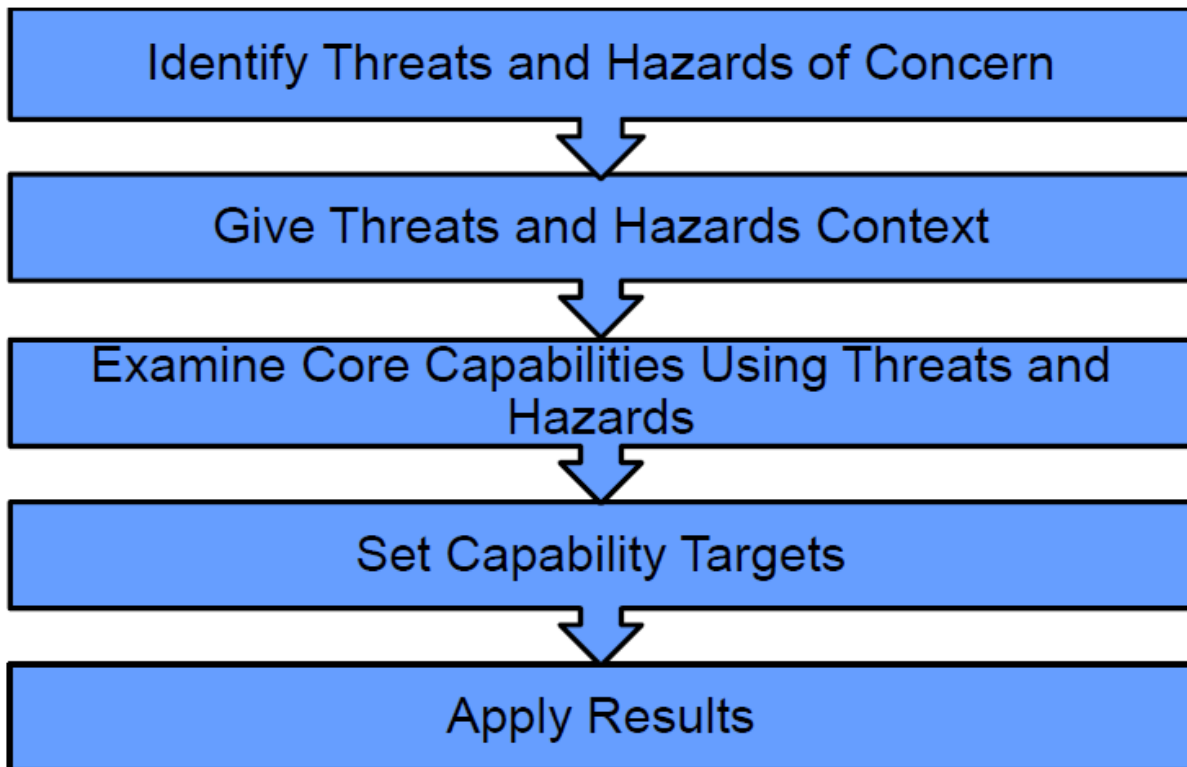 Identify Threats and Hazards of Concern
Give Threats and Hazards Context
Examine Core Capabilities Using Threats and
Hazards
Set Capability Targets
Apply Results